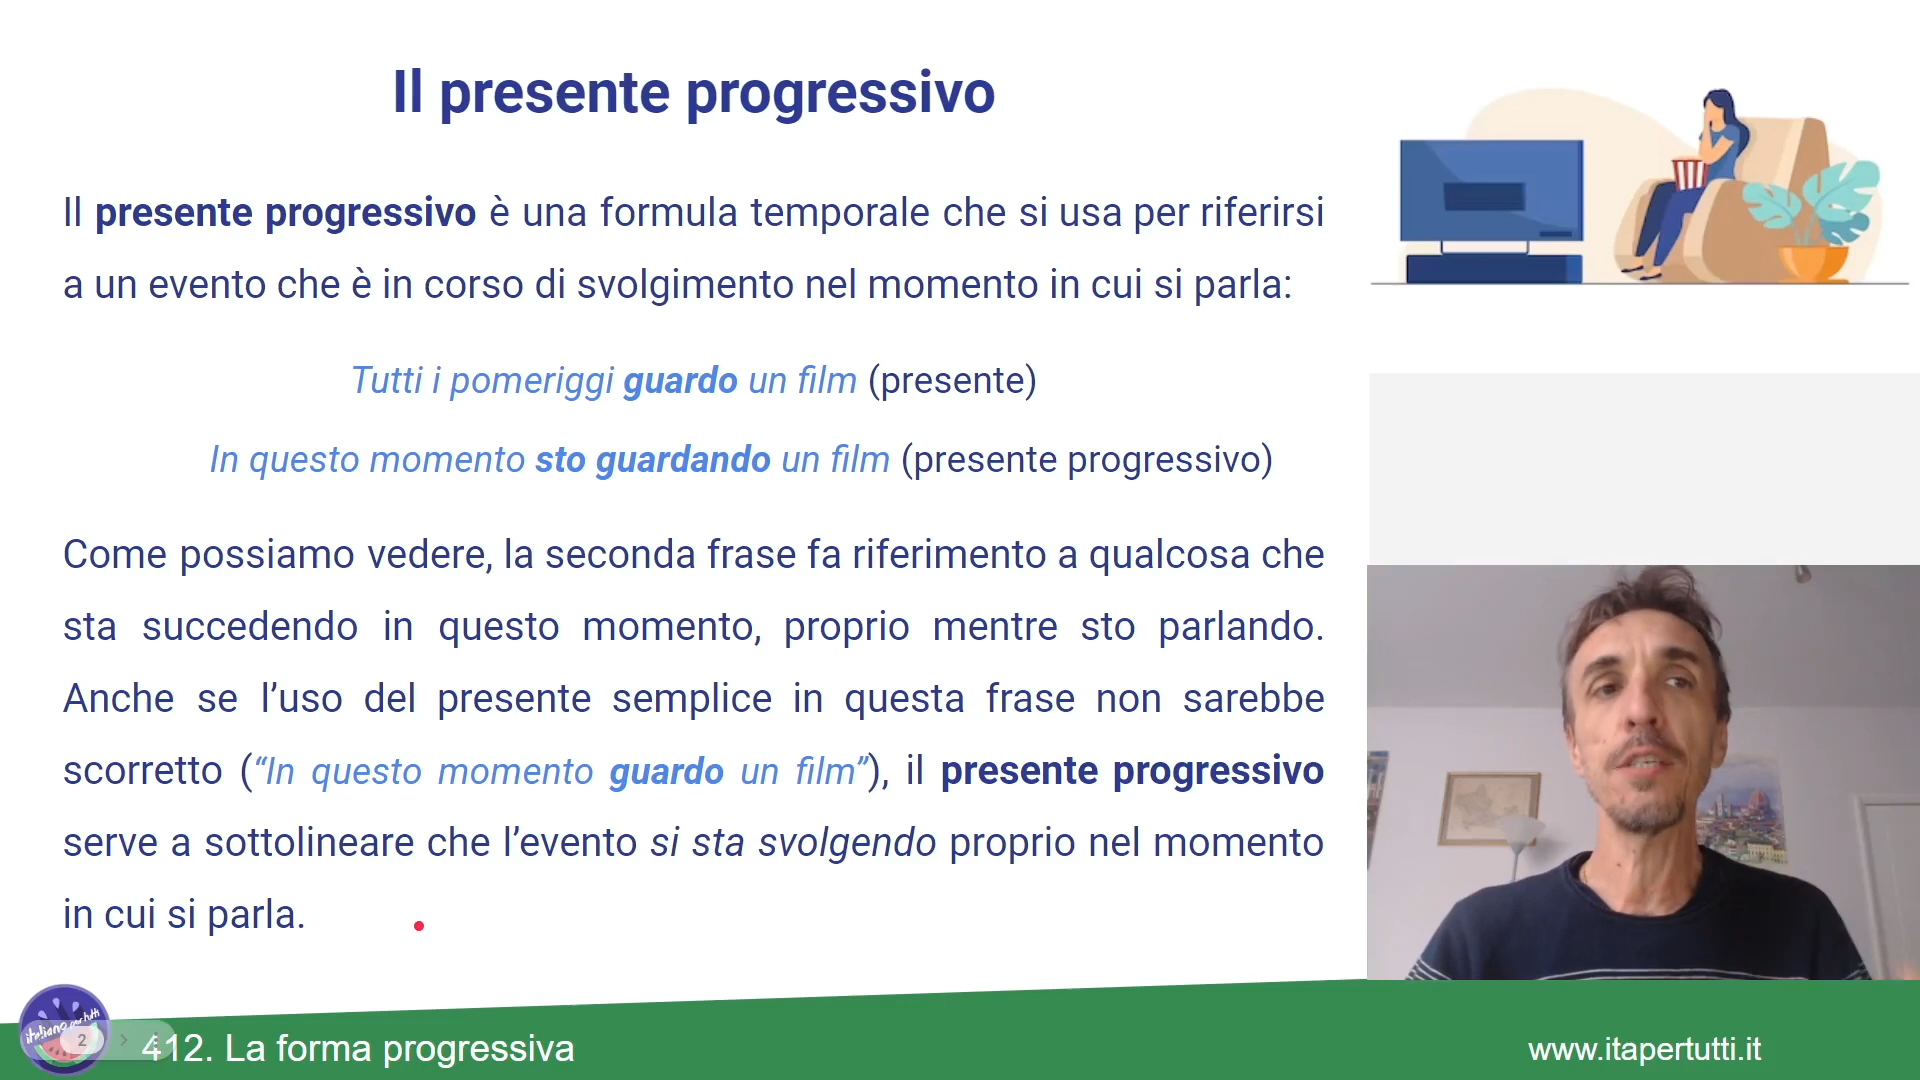 Il presente progressivo
Il presente progressivo è una formula temporale che si usa per riferirsi
a un evento che è in corso di svolgimento nel momento in cui si parla:
Tutti i pomeriggi guardo un film (presente)
In questo momento sto guardando un film (presente progressivo)
Come possiamo vedere, la seconda frase fa riferimento a qualcosa che
sta succedendo in questo momento, proprio mentre sto parlando.
Anche se l’uso del presente semplice in questa frase non sarebbe
scorretto (“In questo momento guardo un film”), il presente progressivo
serve a sottolineare che l’evento si sta svolgendo proprio nel momento
in cui si parla.
italiano per tutti
2
412. La forma progressiva
www.itapertutti.it